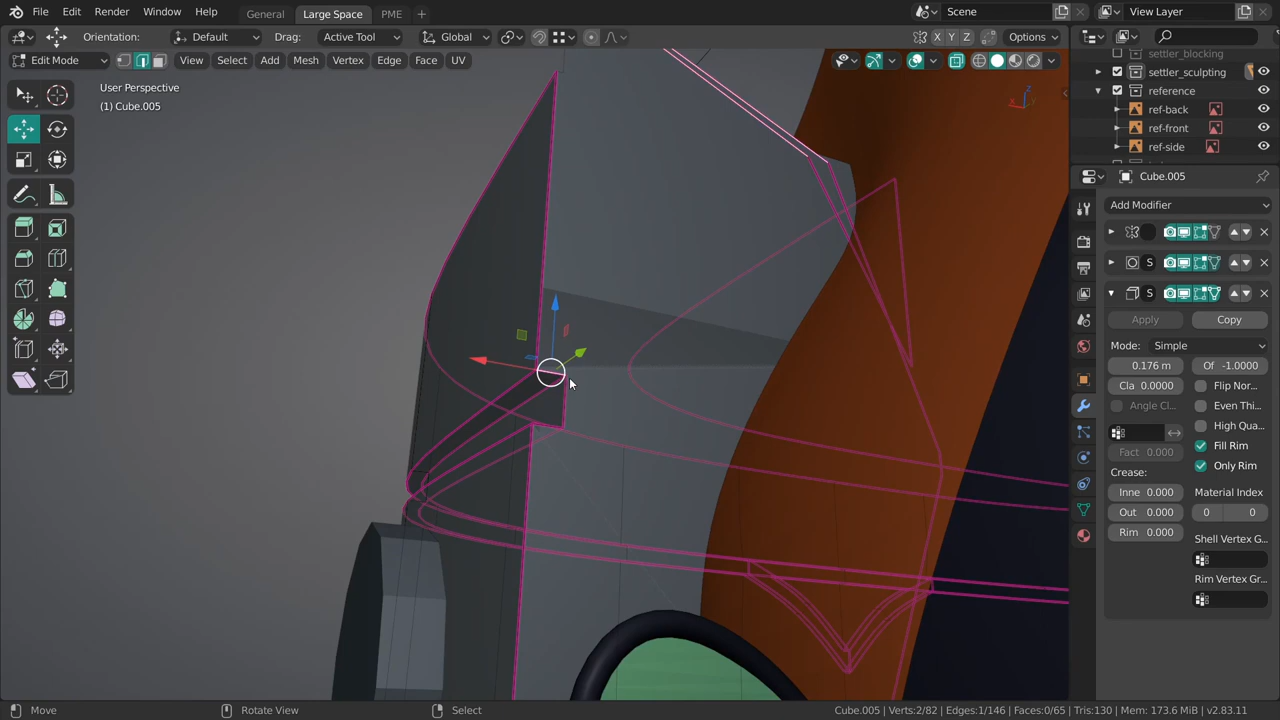 File Edit Render Window Help General Large Space PME + Scene View Layer
Orientation: Default Drag: Active Tool Global X Y Z Options
Edit Mode View Select Add Mesh Vertex Edge Face UV
User Perspective
(1) Cube.005
settler_blocking
settler_sculpting
reference
ref-back
ref-front
ref-side
Z
X
Cube.005
Add Modifier
S
S
Apply Copy
Mode: Simple
0.176 m Of -1.0000
Cla 0.0000 Flip Nor...
Angle Cl... Even Thi...
High Qua...
Fact 0.000 Fill Rim
Crease: Only Rim
Inne 0.000 Material Index
Out 0.000 0 0
Rim 0.000 Shell Vertex G...
Rim Vertex Gr...
Move Rotate View Select Cube.005 | Verts:2/82 | Edges:1/146 | Faces:0/65 | Tris:130 | Mem: 173.6 MiB | v2.83.11